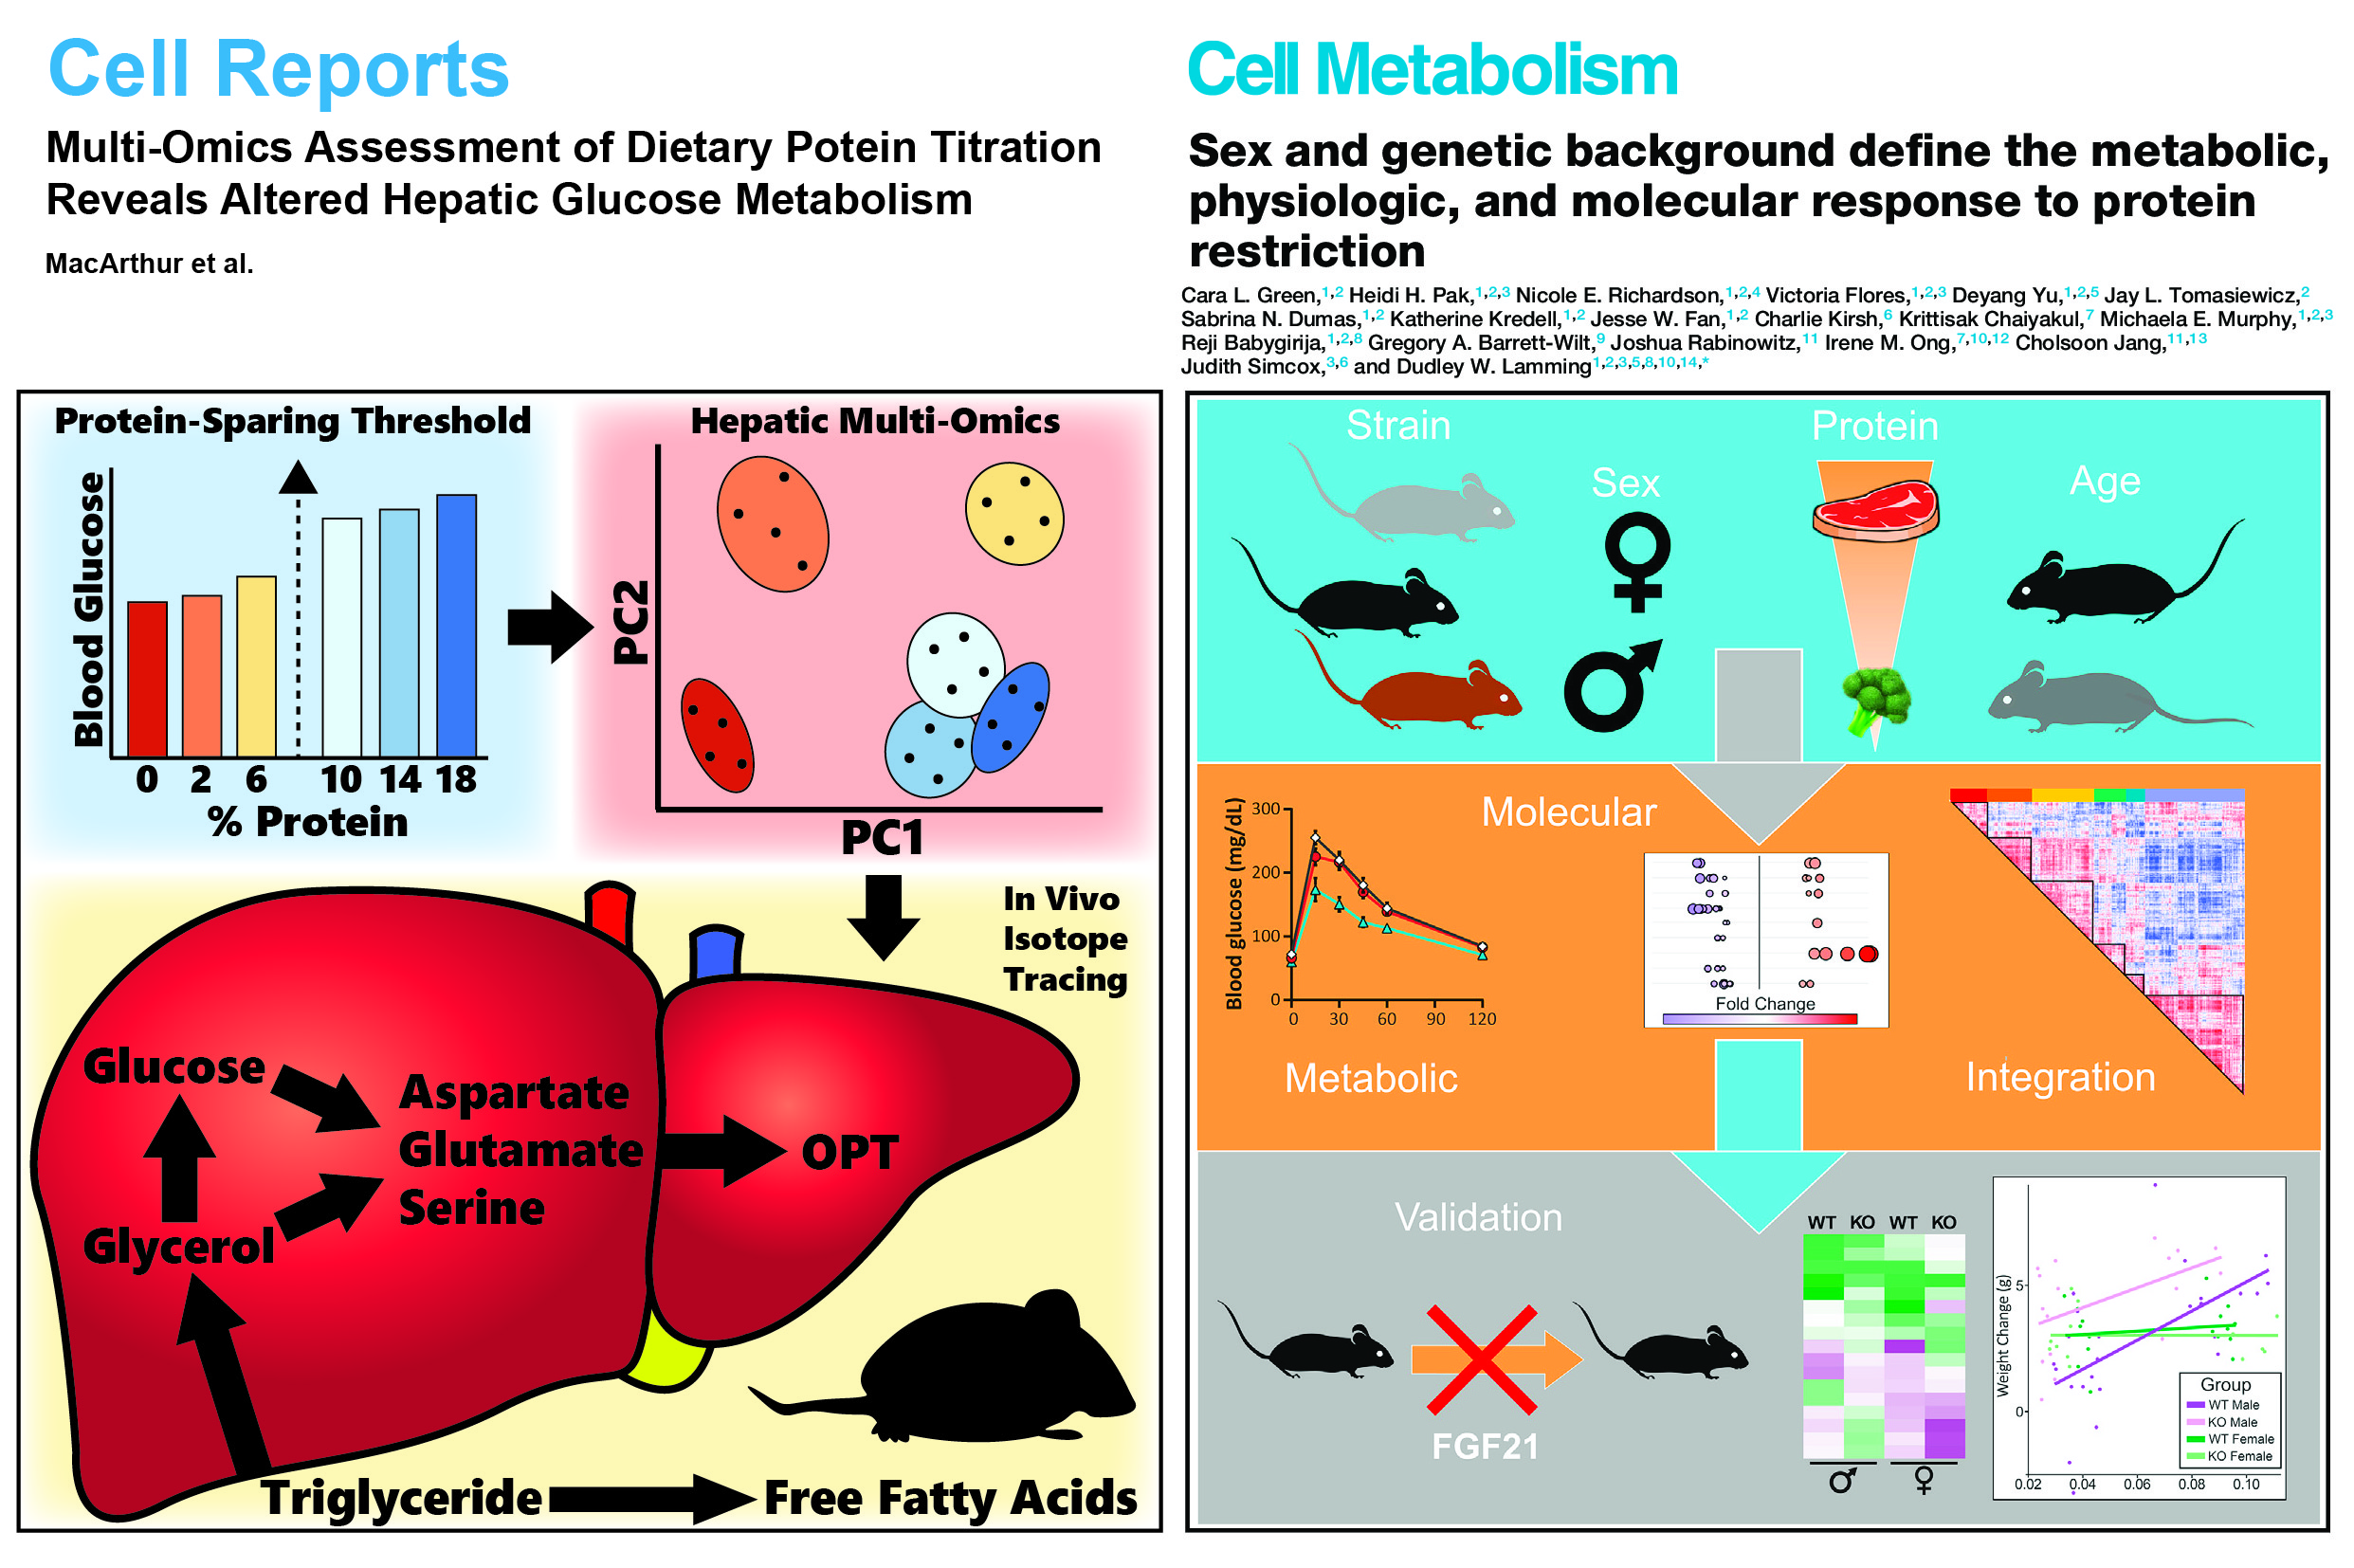 Cell Reports
Multi-Omics Assessment of Dietary Potein Titration
Reveals Altered Hepatic Glucose Metabolism
MacArthur et al.
Protein-Sparing Threshold
Blood Glucose
0 2 6 10 14 18
% Protein
Hepatic Multi-Omics
PC2
PC1
In Vivo
Isotope
Tracing
Glucose
Glycerol
Aspartate
Glutamate
Serine
OPT
Triglyceride
Free Fatty Acids
Cell Metabolism
Sex and genetic background define the metabolic,
physiologic, and molecular response to protein
restriction
Cara L. Green,1,2 Heidi H. Pak,1,2,3 Nicole E. Richardson,1,2,4 Victoria Flores,1,2,3 Deyang Yu,1,2,5 Jay L. Tomasiewicz,2
Sabrina N. Dumas,1,2 Katherine Kredell,1,2 Jesse W. Fan,1,2 Charlie Kirsh,6 Krittisak Chaiyakul,7 Michaela E. Murphy,1,2,3
Reji Babygirija,1,2,8 Gregory A. Barrett-Wilt,9 Joshua Rabinowitz,11 Irene M. Ong,7,10,12 Cholsoon Jang,11,13
Judith Simcox,3,6 and Dudley W. Lamming1,2,3,5,8,10,14,*
Strain
Sex
Protein
Age
Blood glucose (mg/dL)
300
200
100
0
0 30 60 90 120
Metabolic
Molecular
Fold Change
Integration
Validation
FGF21
WT KO WT KO
♂ ♀
Weight Change (g)
5
0
0.02 0.04 0.06 0.08 0.10
Group
WT Male
KO Male
WT Female
KO Female